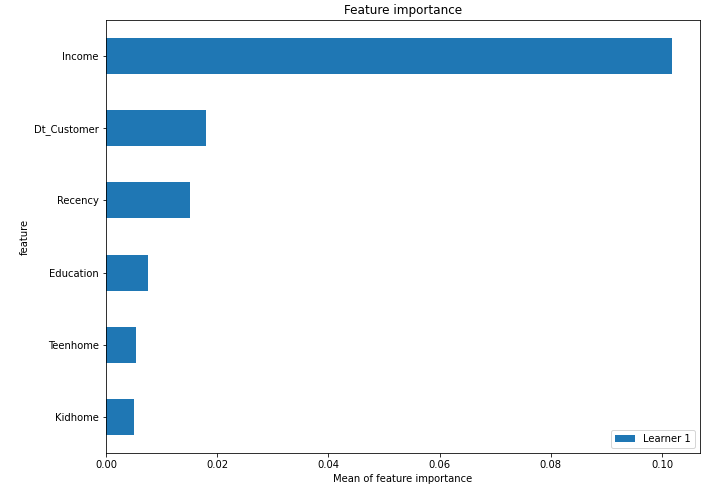 Feature importance
Income
Dt_Customer
Recency
Education
Teenhome
Kidhome
feature
Learner 1
0.00 0.02 0.04 0.06 0.08 0.10
Mean of feature importance